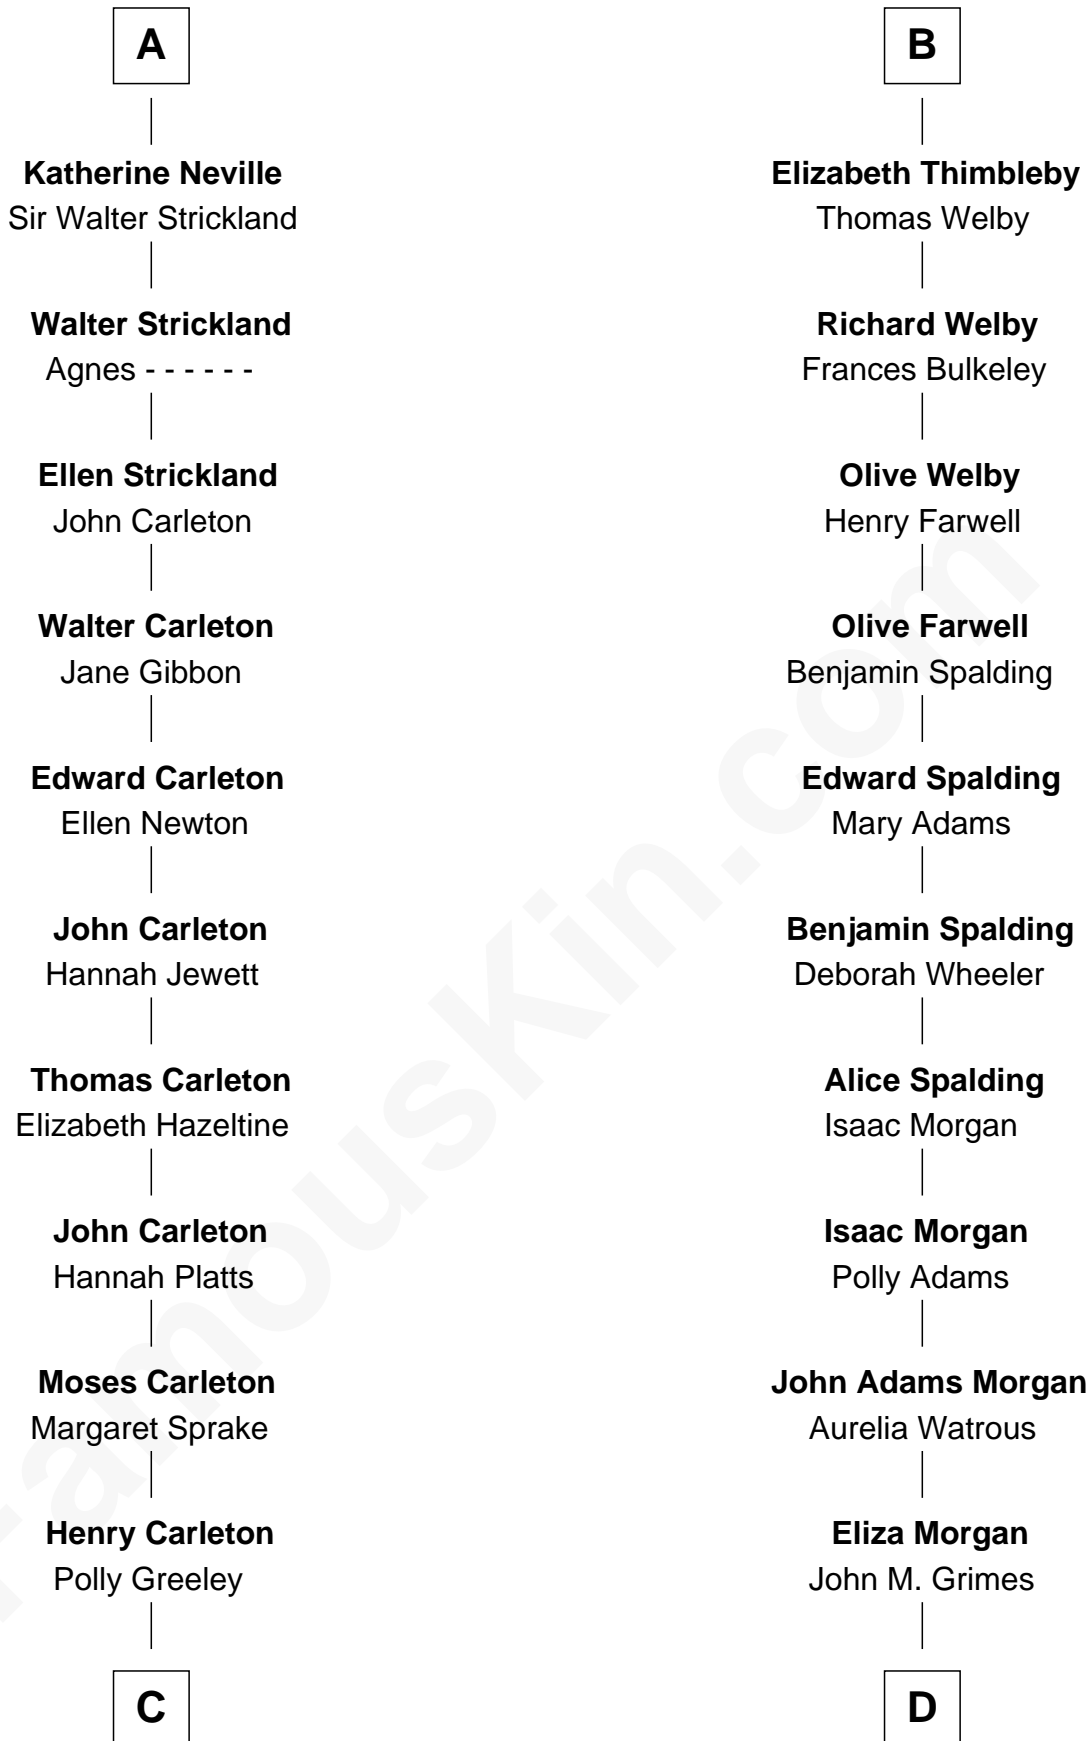 A
Katherine Neville
Sir Walter Strickland
Walter Strickland
Agnes - - - - - -
Ellen Strickland
John Carleton
Walter Carleton
Jane Gibbon
Edward Carleton
Ellen Newton
John Carleton
Hannah Jewett
Thomas Carleton
Elizabeth Hazeltine
John Carleton
Hannah Platts
Moses Carleton
Margaret Sprake
Henry Carleton
Polly Greeley
C
B
Elizabeth Thimbleby
Thomas Welby
Richard Welby
Frances Bulkeley
Olive Welby
Henry Farwell
Olive Farwell
Benjamin Spalding
Edward Spalding
Mary Adams
Benjamin Spalding
Deborah Wheeler
Alice Spalding
Isaac Morgan
Isaac Morgan
Polly Adams
John Adams Morgan
Aurelia Watrous
Eliza Morgan
John M. Grimes
D
FamousKin.com